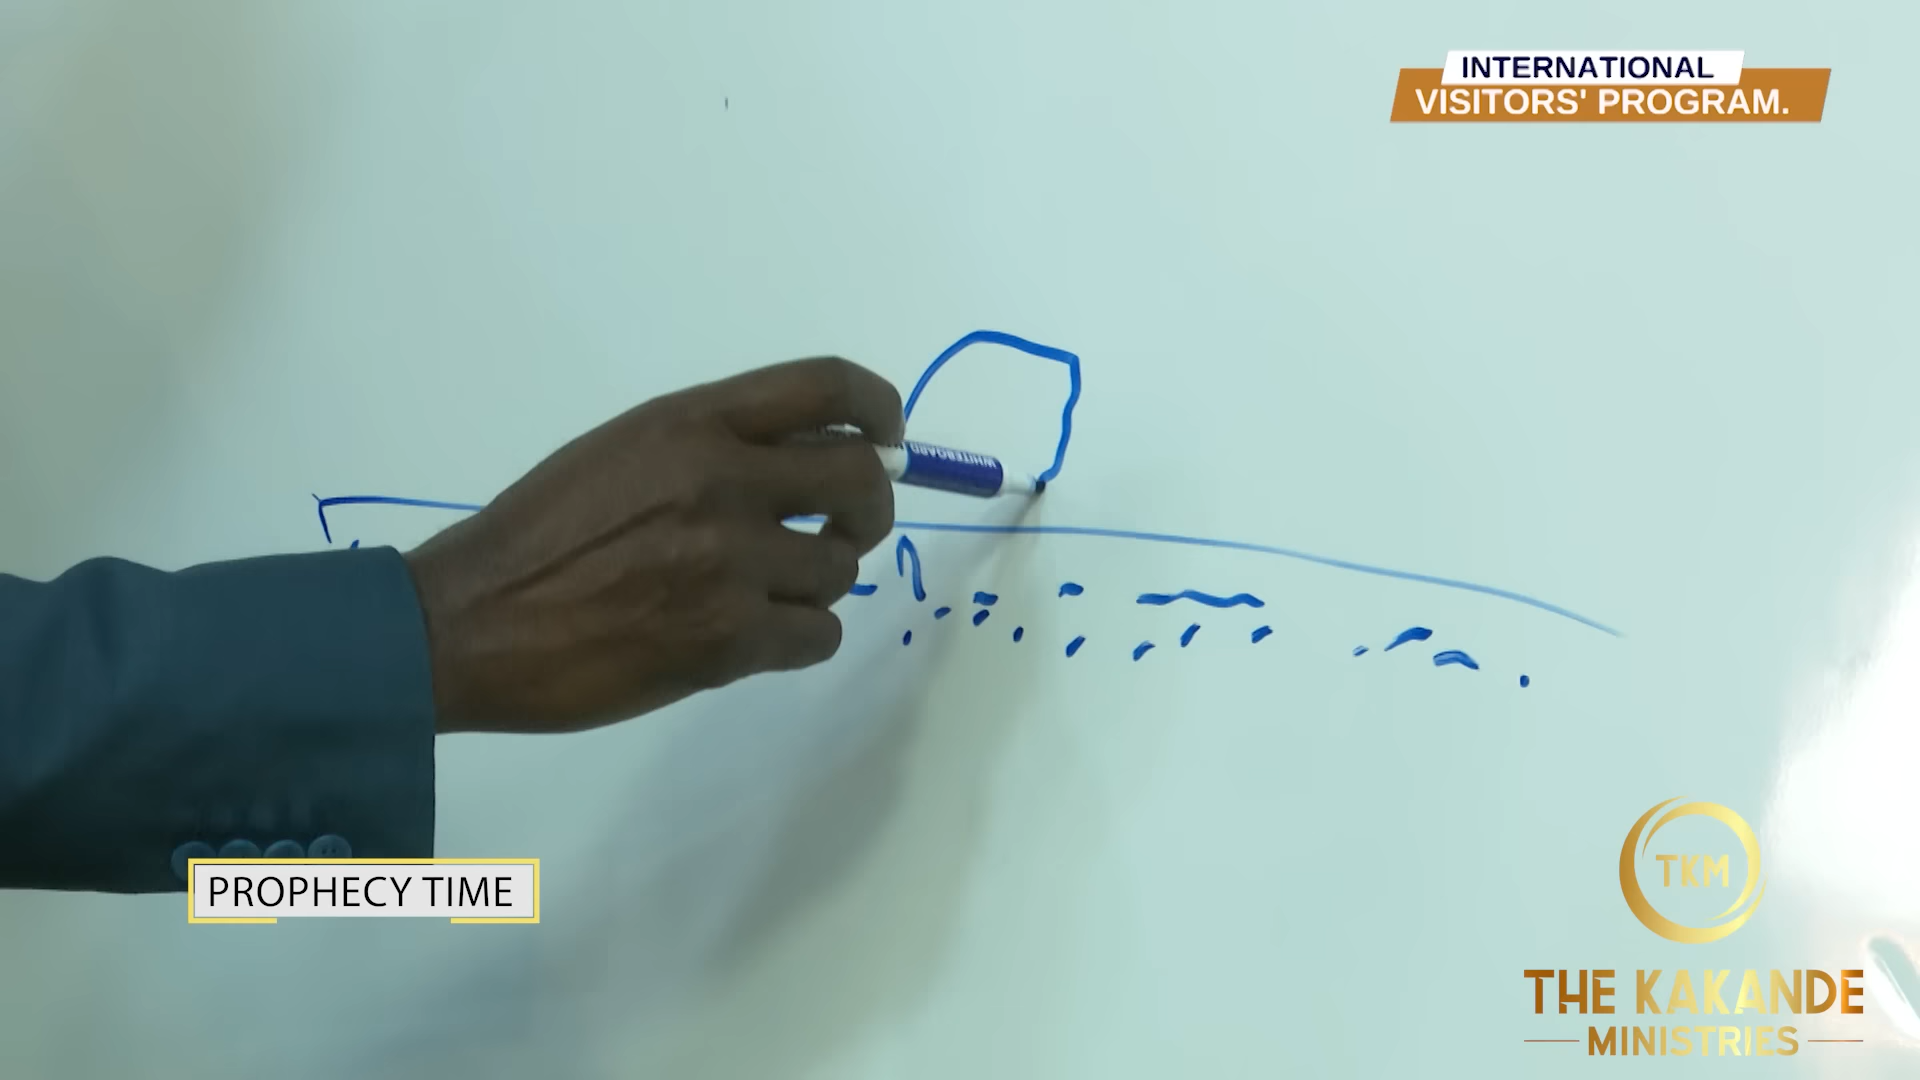 INTERNATIONAL
VISITORS' PROGRAM.
WHITEBOARD
PROPHECY TIME
TKM
THE KAKANDE
MINISTRIES